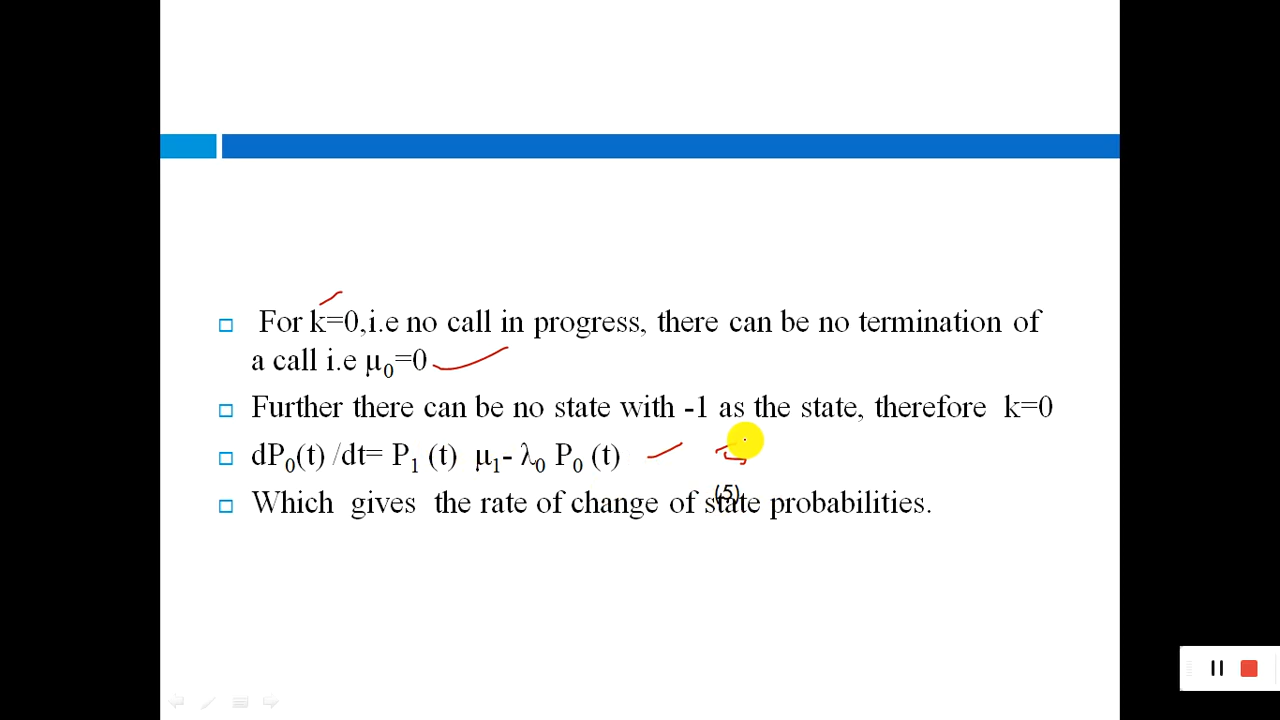 For k=0,i.e no call in progress, there can be no termination of
a call i.e µ₀=0
Further there can be no state with -1 as the state, therefore k=0
dP₀(t) /dt= P₁ (t) µ₁- λ₀ P₀ (t)
(5)
Which gives the rate of change of state probabilities.